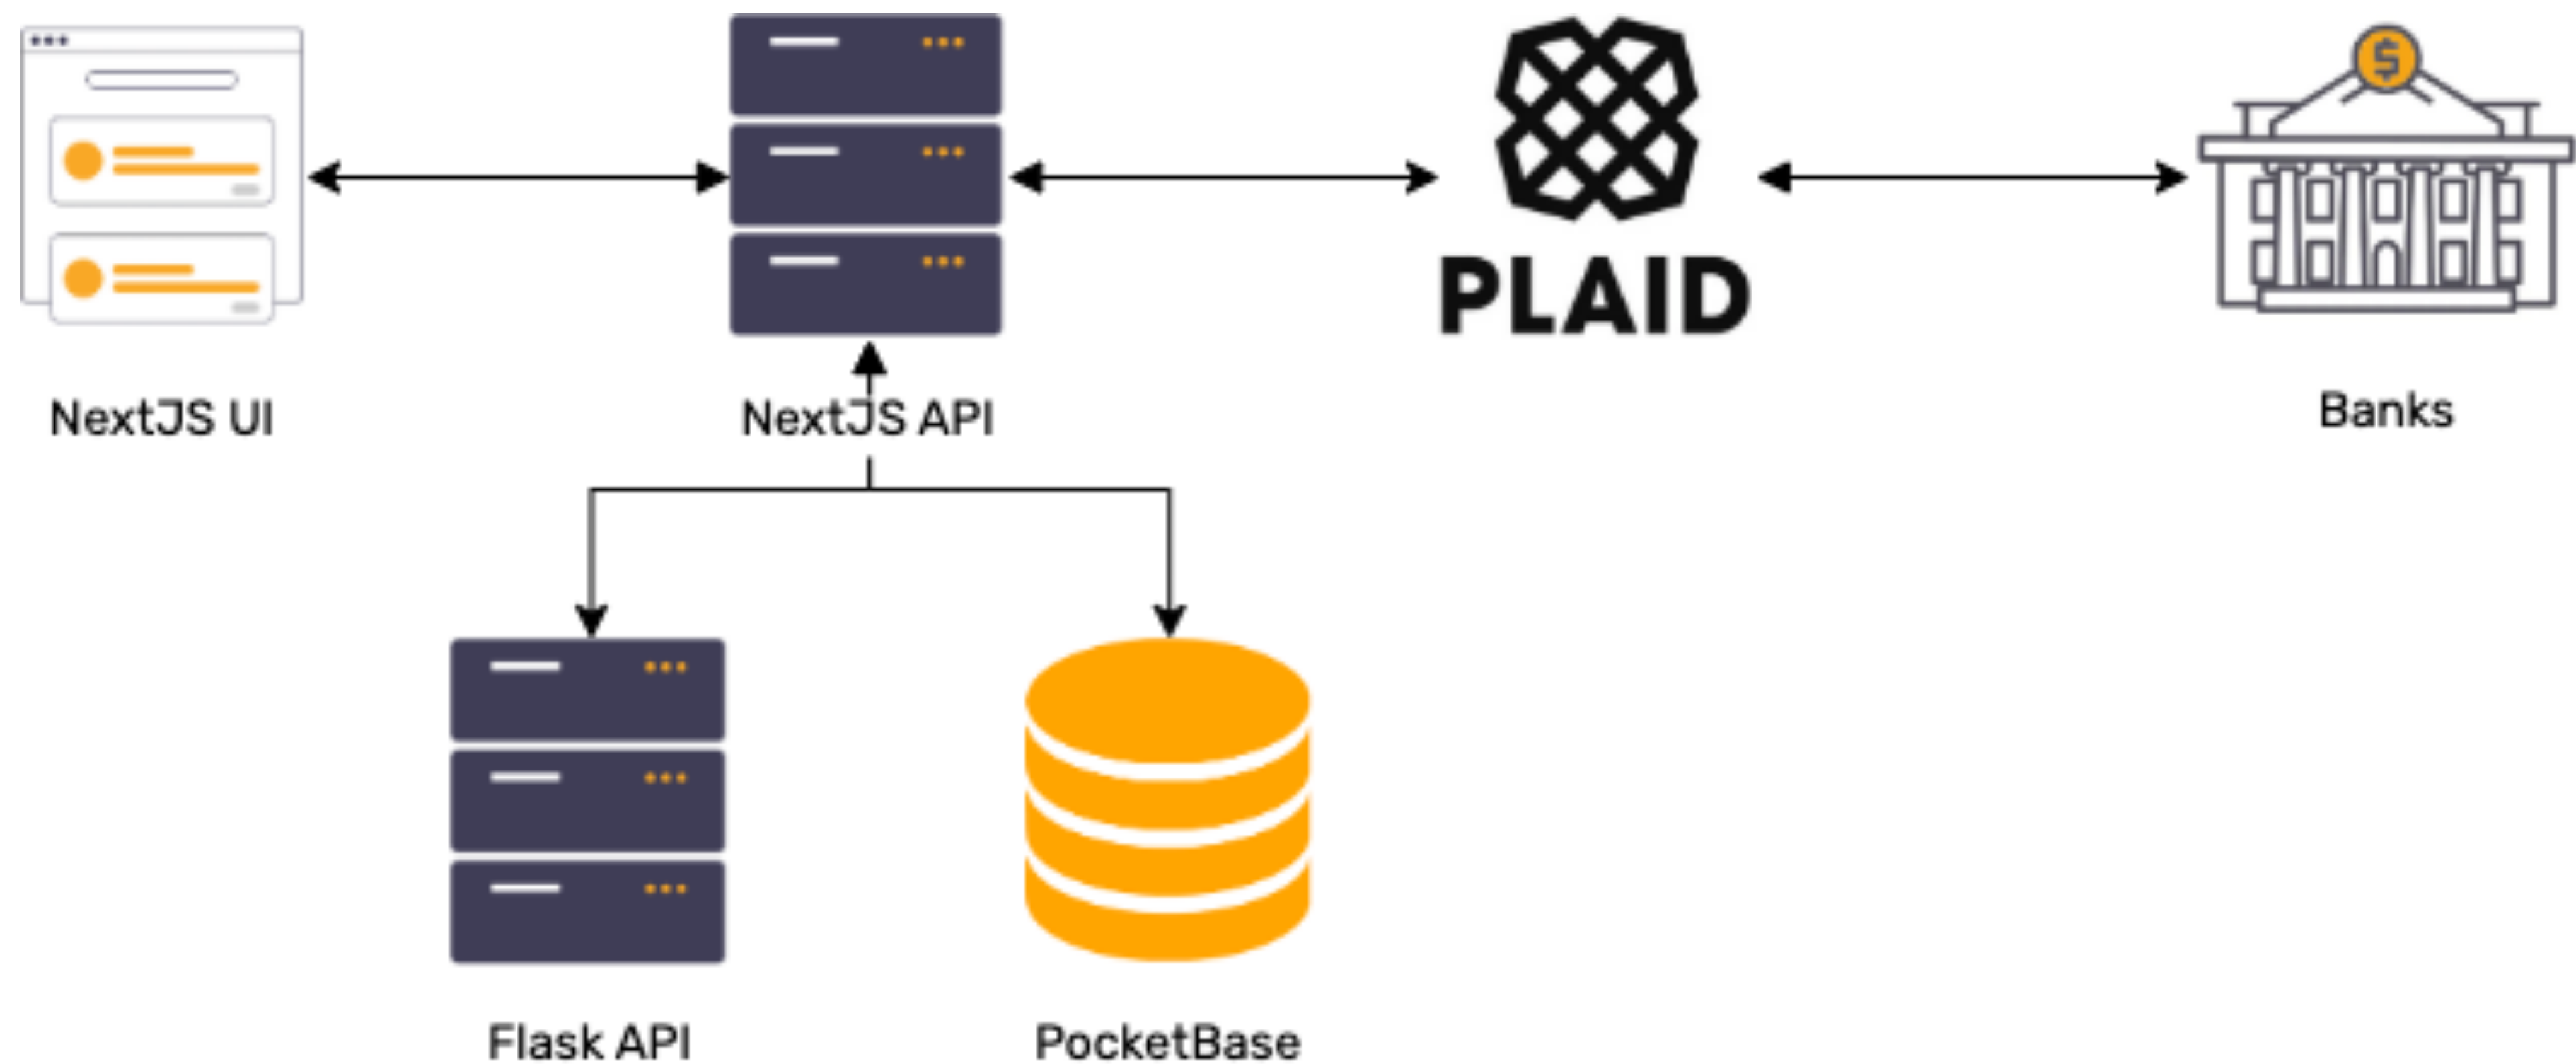 PLAID
NextJS UI
NextJS API
Banks
Flask API
PocketBase